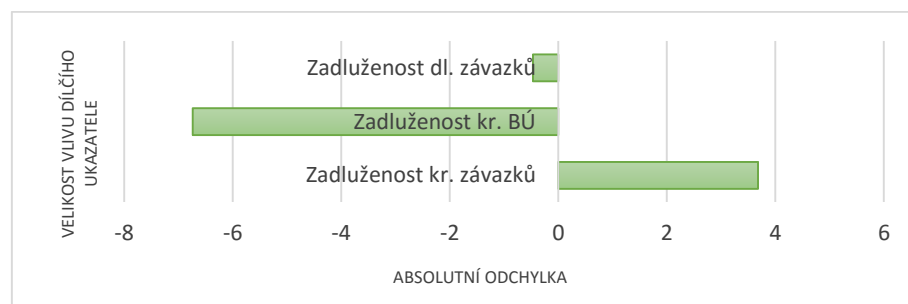 VELIKOST VLIVU DÍLČÍHO
UKAZATELE
Zadluženost dl. závazků
Zadluženost kr. BÚ
Zadluženost kr. závazků
-8 -6 -4 -2 0 2 4 6
ABSOLUTNÍ ODCHYLKA